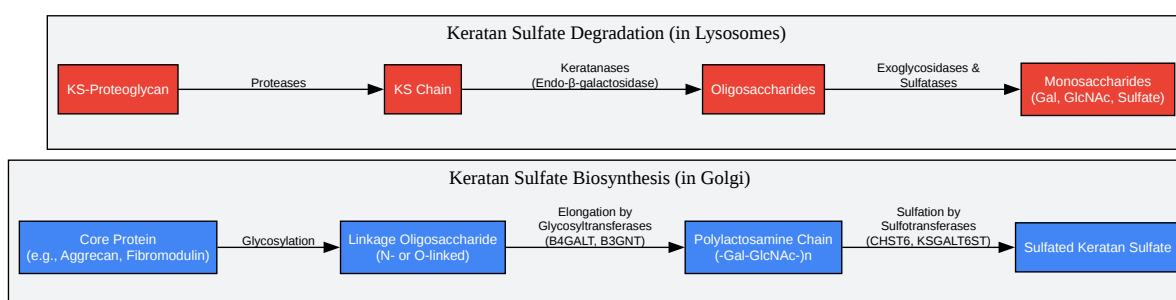 Keratan Sulfate Degradation (in Lysosomes)
KS-Proteoglycan
Proteases
KS Chain
Keratanases
(Endo-β-galactosidase)
Oligosaccharides
Exoglycosidases &
Sulfatases
Monosaccharides
(Gal, GlcNAc, Sulfate)
Keratan Sulfate Biosynthesis (in Golgi)
Core Protein
(e.g., Aggrecan, Fibromodulin)
Glycosylation
Linkage Oligosaccharide
(N- or O-linked)
Elongation by
Glycosyltransferases
(B4GALT, B3GNT)
Polylactosamine Chain
(-Gal-GlcNAc-)n
Sulfation by
Sulfotransferases
(CHST6, KSGALT6ST)
Sulfated Keratan Sulfate